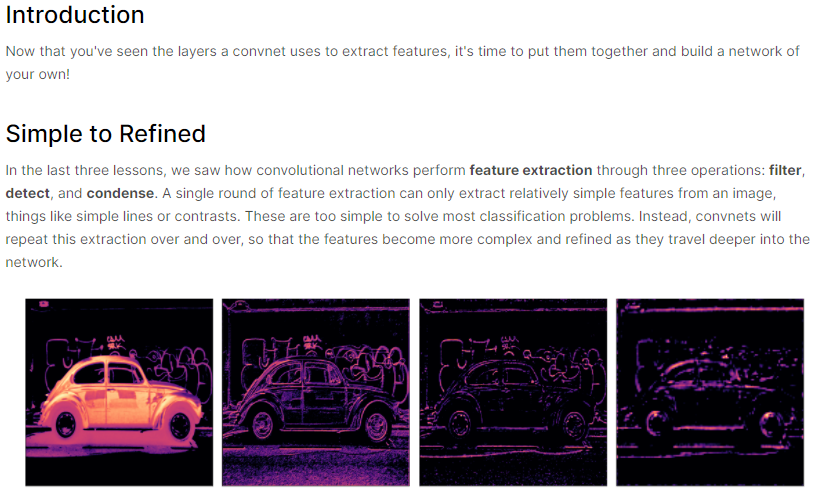 Introduction
Now that you've seen the layers a convnet uses to extract features, it's time to put them together and build a network of
your own!
Simple to Refined
In the last three lessons, we saw how convolutional networks perform feature extraction through three operations: filter,
detect, and condense. A single round of feature extraction can only extract relatively simple features from an image,
things like simple lines or contrasts. These are too simple to solve most classification problems. Instead, convnets will
repeat this extraction over and over, so that the features become more complex and refined as they travel deeper into the
network.